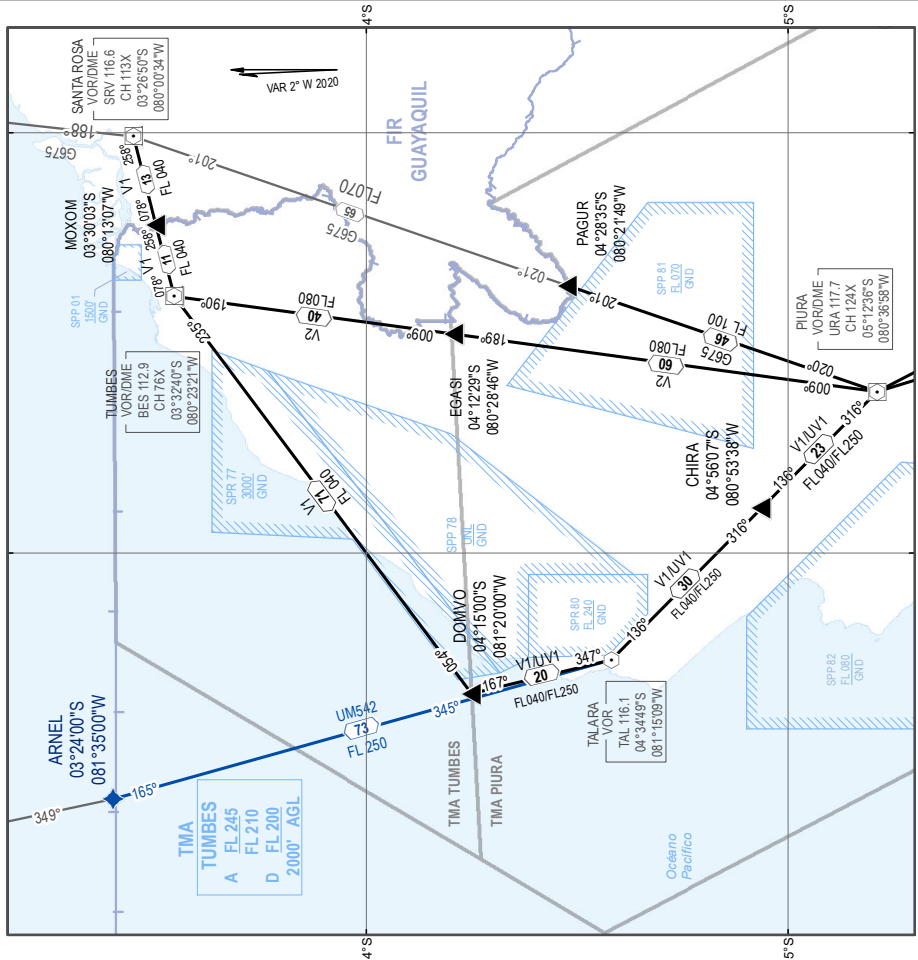 4°S
5°S
SANTA ROSA
VOR/DME
SRV 116.6
CH 113X
03°26'50"S
080°00'34"W
VAR 2° W 2020
188°
G675
201°
FL070
65
G675
021°
FIR
GUAYAQUIL
MOXOM
03°30'03"S
080°13'07"W
258°
V1
13
FL 040
078°
258°
V1
11
FL 040
078°
SPP 01
1500'
GND
TUMBES
VOR/DME
BES 112.9
CH 76X
03°32'40"S
080°23'21"W
190°
FL080
40
V2
009°
235°
EGASI
04°12'29"S
080°28'46"W
189°
FL080
60
V2
009°
PAGUR
04°28'35"S
080°21'49"W
201°
FL 100
46
G675
020°
SPP 81
FL 070
GND
PIURA
VOR/DME
URA 117.7
CH 124X
05°12'36"S
080°36'58"W
SPR 77
3000'
GND
V1
71
FL 040
054°
SPP 78
UNL
GND
CHIRA
04°56'07"S
080°53'38"W
316°
V1/UV1
23
FL040/FL250
136°
316°
V1/UV1
30
FL040/FL250
136°
SPR 80
FL 240
GND
DOMVO
04°15'00"S
081°20'00"W
167°
V1/UV1
20
FL040/FL250
347°
TALARA
VOR
TAL 116.1
04°34'49"S
081°15'09"W
SPP 82
FL 080
GND
ARNEL
03°24'00"S
081°35'00"W
349°
165°
UM542
73
FL 250
345°
TMA
TUMBES
A FL 245
FL 210
D FL 200
2000' AGL
TMA TUMBES
TMA PIURA
Océano
Pacífico
4°S
5°S